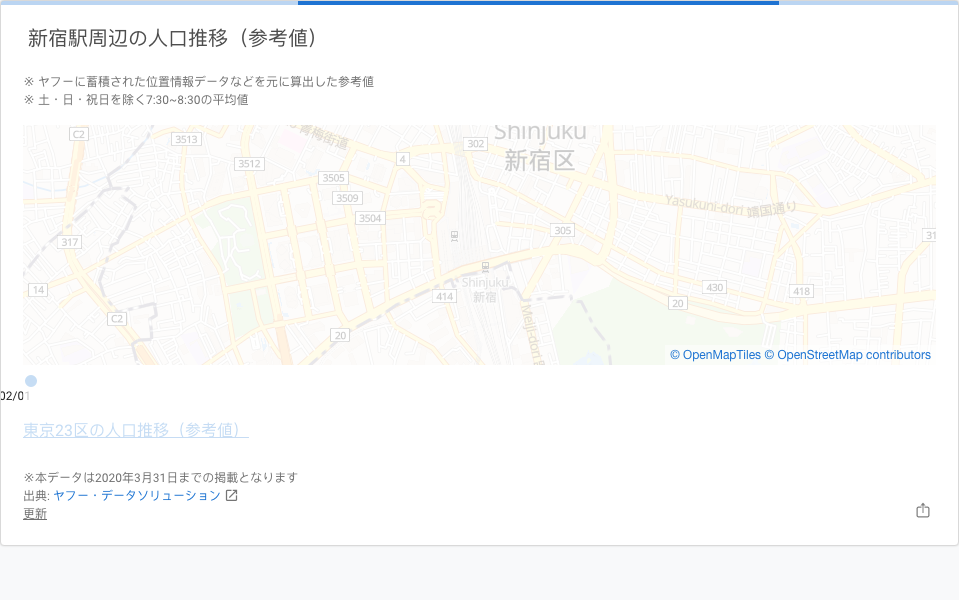 新宿駅周辺の人口推移（参考値）
※ ヤフーに蓄積された位置情報データなどを元に算出した参考値
※ 土・日・祝日を除く7:30~8:30の平均値
Shinjuku
新宿区
青梅街道
C2
3513
302
4
3512
3505
3509
3504
Yasukuni-dori 靖国通り
305
317
31
Shinjuku
新宿
14
414
430
418
20
C2
20
Meiji-dori
© OpenMapTiles © OpenStreetMap contributors
02/01
東京23区の人口推移（参考値）
※本データは2020年3月31日までの掲載となります
出典: ヤフー・データソリューション
更新